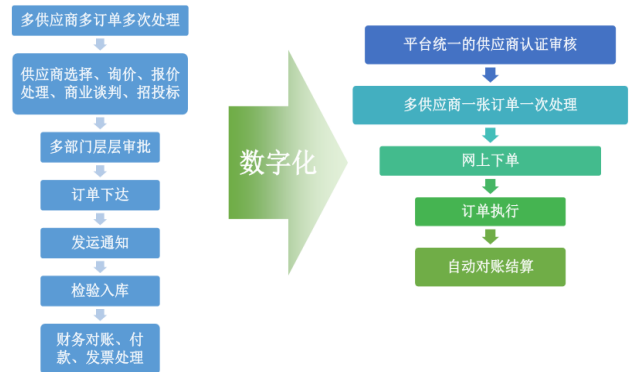 多供应商多订单多次处理
供应商选择、询价、报价
处理、商业谈判、招投标
多部门层层审批
订单下达
发运通知
检验入库
财务对账、付
款、发票处理
数字化
平台统一的供应商认证审核
多供应商一张订单一次处理
网上下单
订单执行
自动对账结算